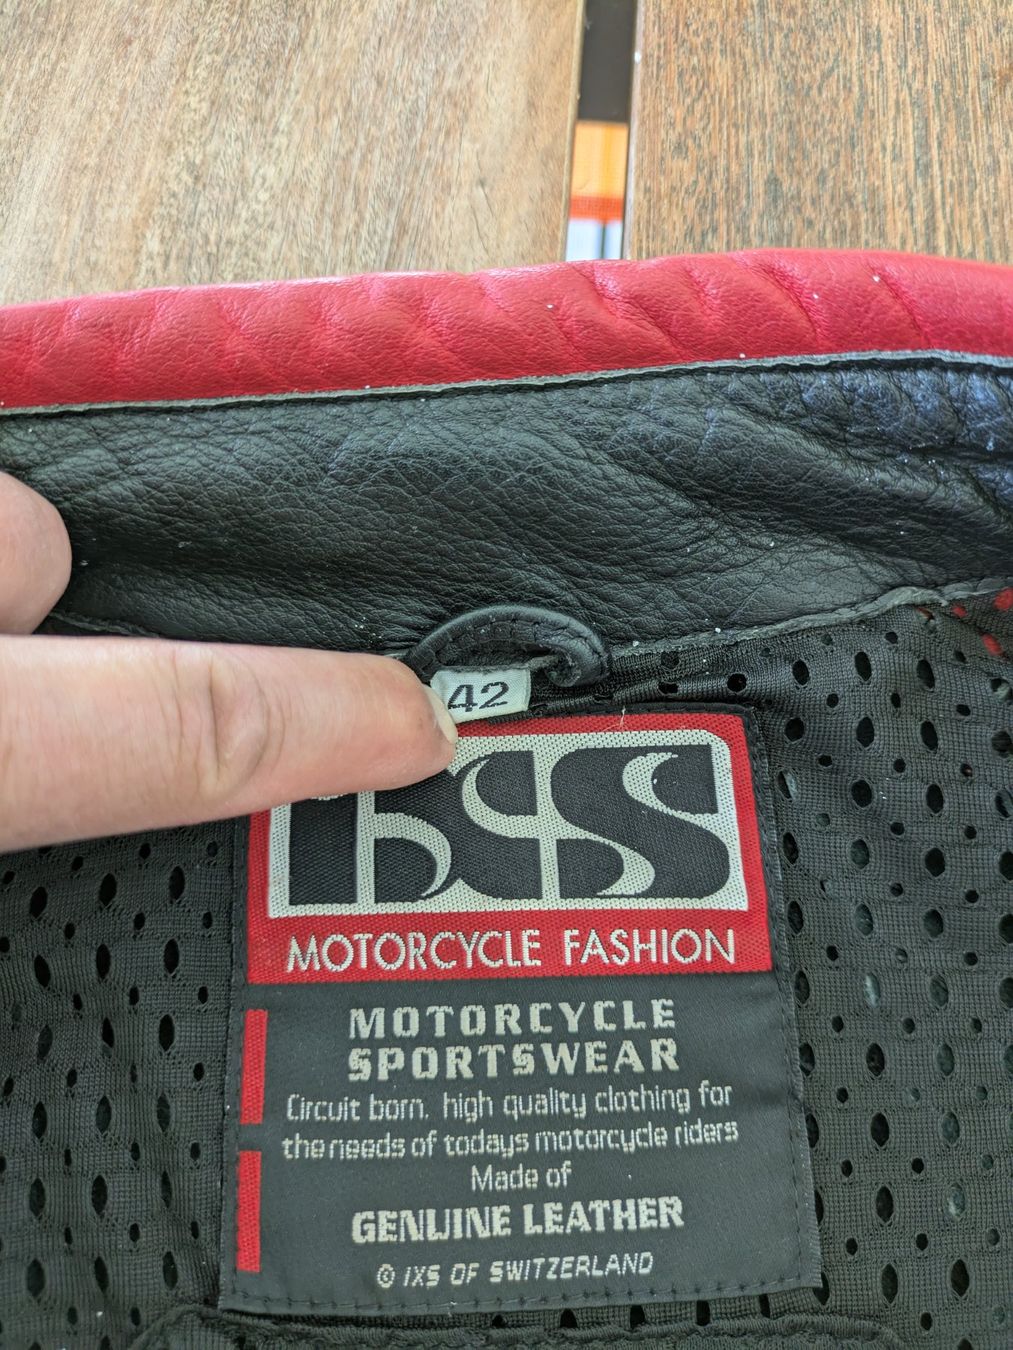 42
iXS
MOTORCYCLE FASHION
MOTORCYCLE
SPORTSWEAR
Circuit born. high quality clothing for
the needs of todays motorcycle riders
Made of
GENUINE LEATHER
© IXS OF SWITZERLAND